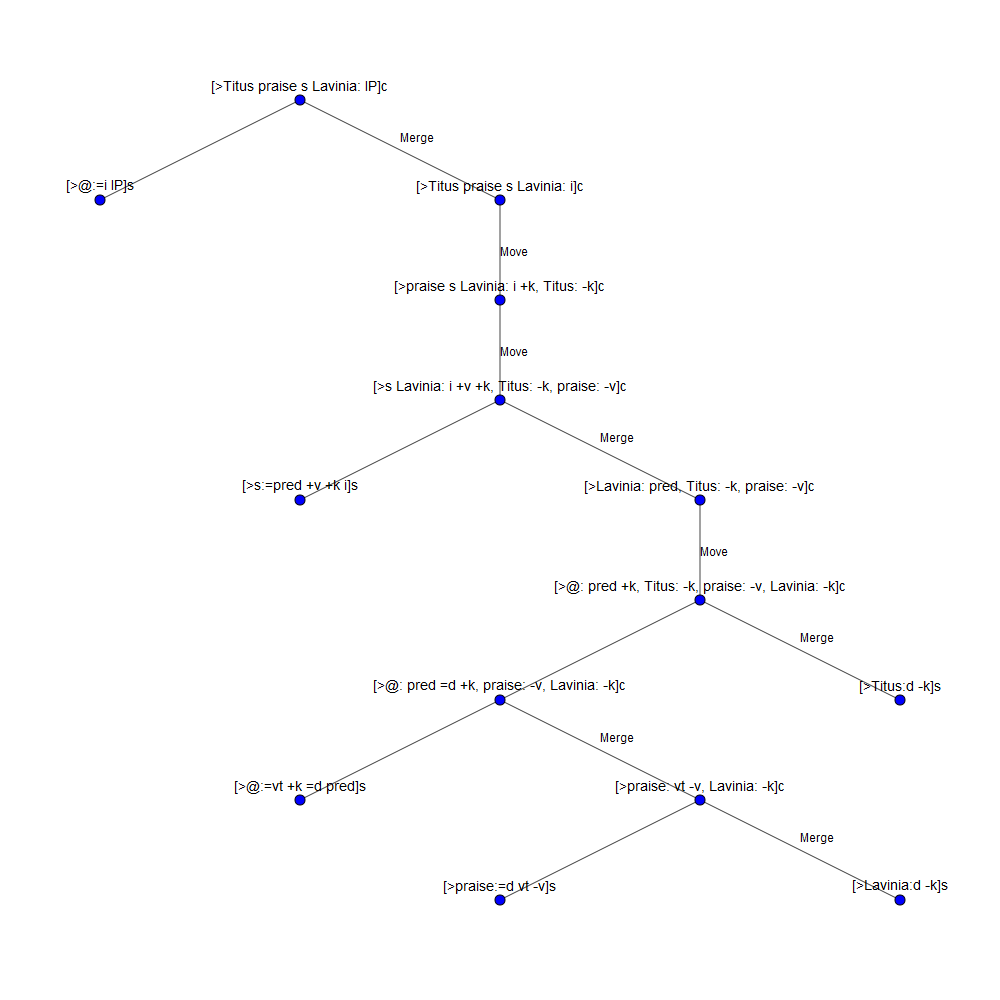 [>Titus praise s Lavinia: IP]c
Merge
[>@:=i IP]s
[>Titus praise s Lavinia: i]c
Move
[>praise s Lavinia: i +k, Titus: -k]c
Move
[>s Lavinia: i +v +k, Titus: -k, praise: -v]c
Merge
[>s:=pred +v +k i]s
[>Lavinia: pred, Titus: -k, praise: -v]c
Move
[>@: pred +k, Titus: -k, praise: -v, Lavinia: -k]c
Merge
[>@: pred =d +k, praise: -v, Lavinia: -k]c
[>Titus:d -k]s
Merge
[>@:=vt +k =d pred]s
[>praise: vt -v, Lavinia: -k]c
Merge
[>praise:=d vt -v]s
[>Lavinia:d -k]s